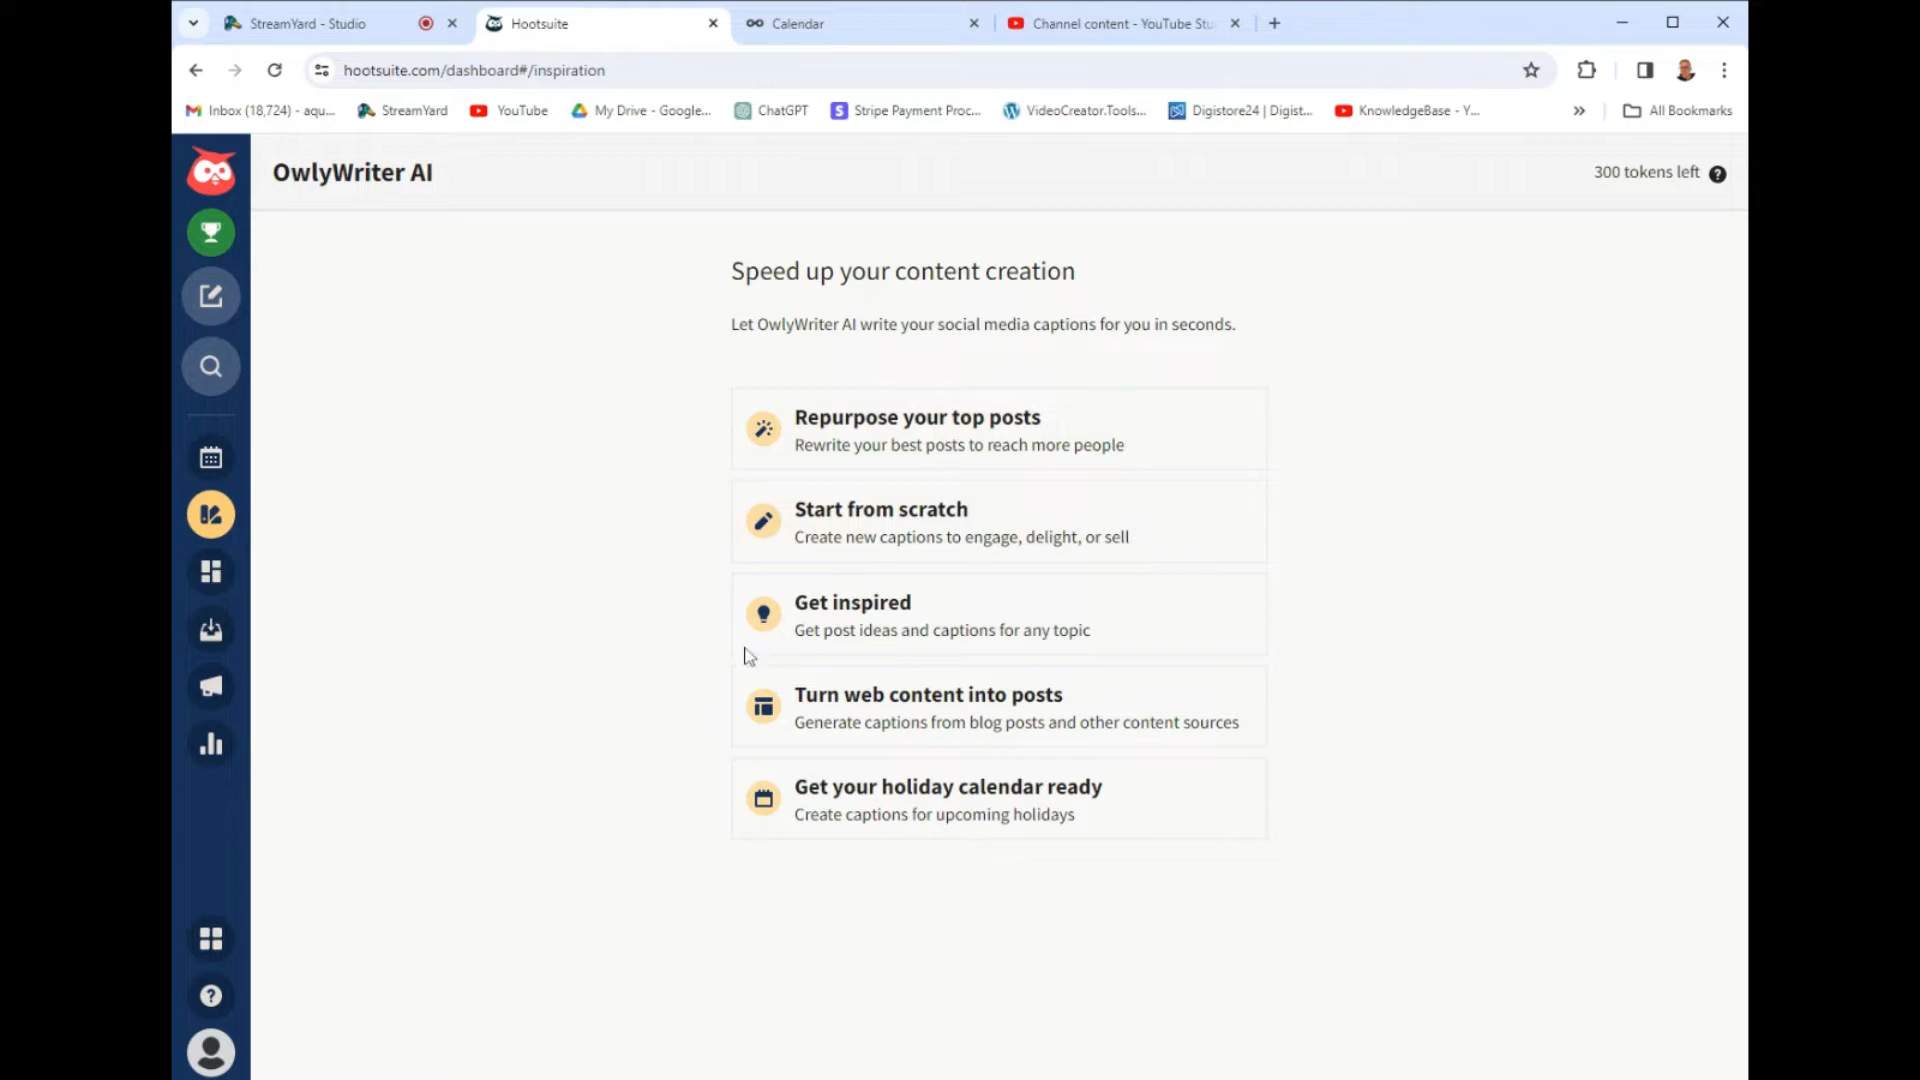 StreamYard - Studio
Hootsuite
Calendar
Channel content - YouTube Stu
hootsuite.com/dashboard#/inspiration
Inbox (18,724) - aqu...
StreamYard
YouTube
My Drive - Google...
ChatGPT
S
Stripe Payment Proc...
VideoCreator.Tools...
Digistore24 | Digist...
KnowledgeBase - Y...
»
All Bookmarks
OwlyWriter AI
300 tokens left ?
Speed up your content creation
Let OwlyWriter AI write your social media captions for you in seconds.
Repurpose your top posts
Rewrite your best posts to reach more people
Start from scratch
Create new captions to engage, delight, or sell
Get inspired
Get post ideas and captions for any topic
Turn web content into posts
Generate captions from blog posts and other content sources
Get your holiday calendar ready
Create captions for upcoming holidays
?